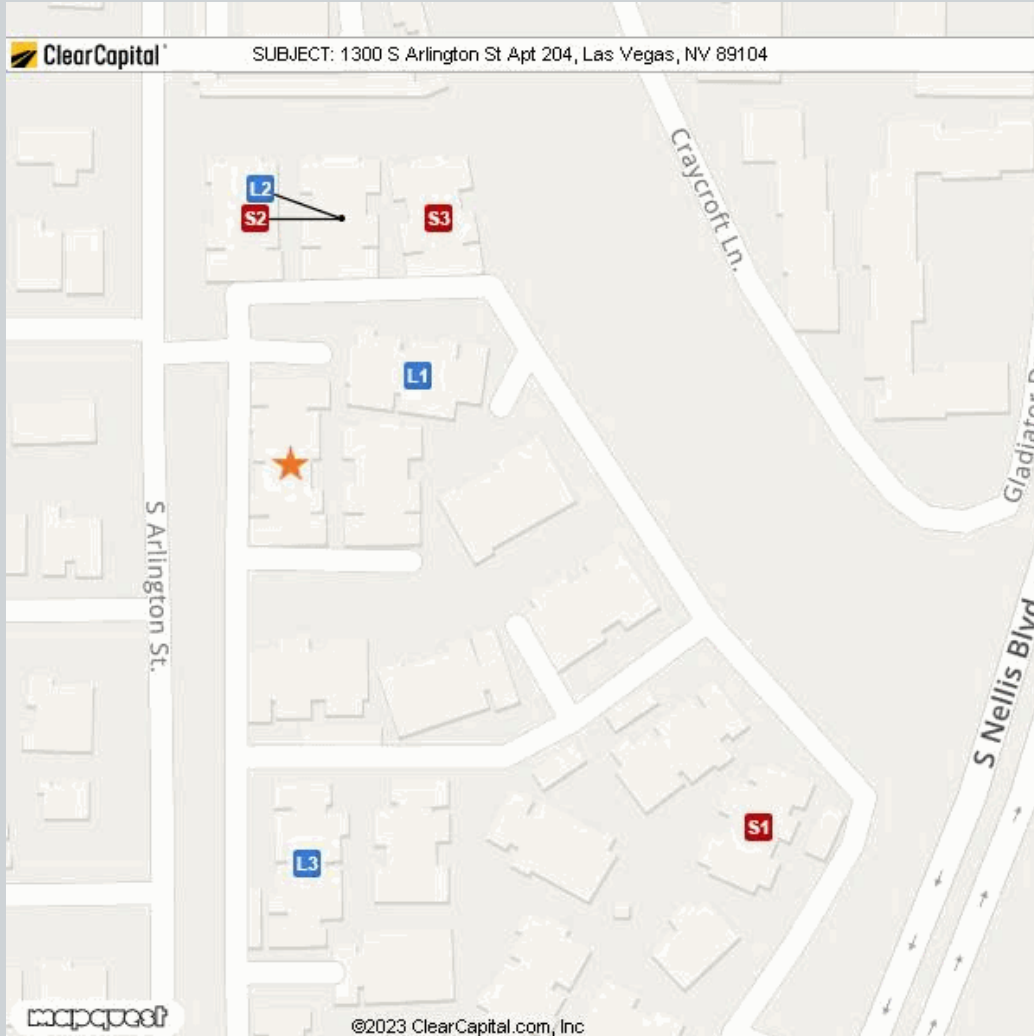 ClearCapital
SUBJECT: 1300 S Arlington St Apt 204, Las Vegas, NV 89104
Craycroft Ln.
L2
S2
S3
L1
S Arlington St.
S Nellis Blvd
S1
L3
mapquest
©2023 ClearCapital.com, Inc